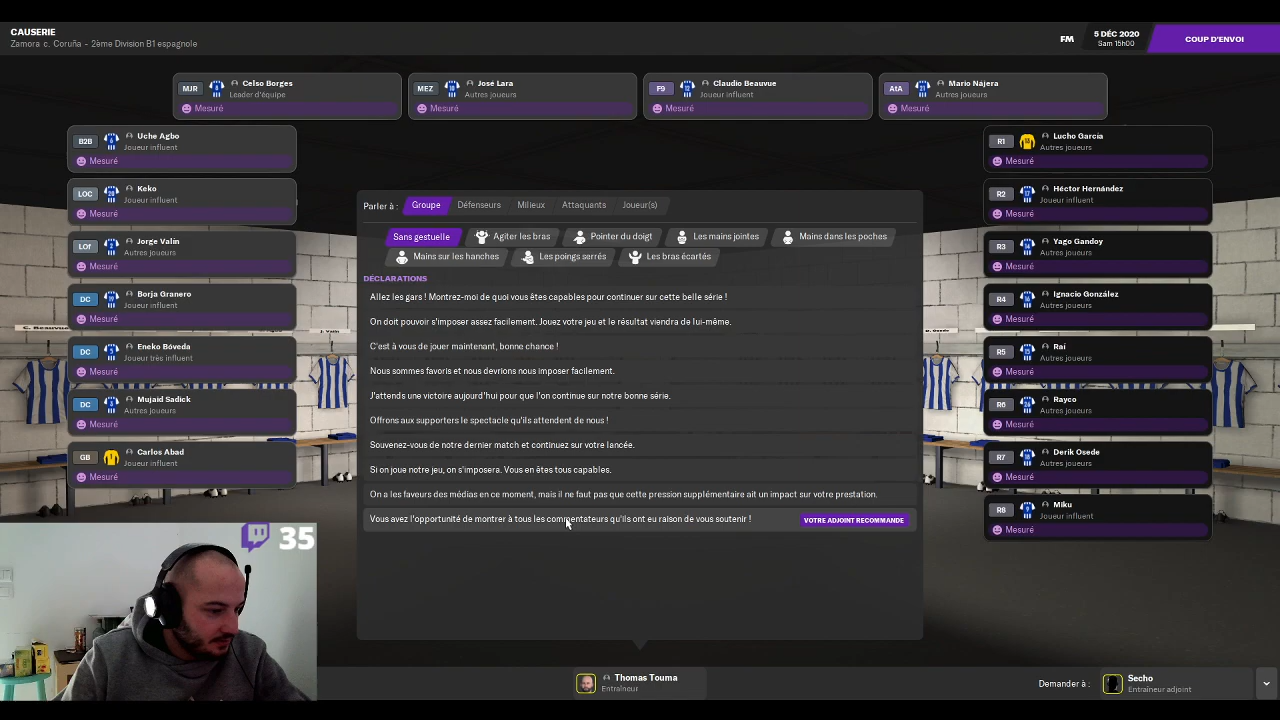 CAUSERIE
Zamora c. Coruña - 2ème Division B1 espagnole
FM
5 DÉC 2020
Sam 15h00
COUP D'ENVOI
MJR
Celso Borges
Leader d'équipe
Mesuré
MEZ
José Lara
Autres joueurs
Mesuré
F9
Claudio Beauvue
Joueur influent
Mesuré
AtA
Mario Nájera
Autres joueurs
Mesuré
B2B
Uche Agbo
Joueur influent
Mesuré
LOC
Keko
Joueur influent
Mesuré
LOf
Jorge Valín
Autres joueurs
Mesuré
DC
Borja Granero
Joueur influent
Mesuré
DC
Eneko Bóveda
Joueur très influent
Mesuré
DC
Mujaid Sadick
Autres joueurs
Mesuré
GB
Carlos Abad
Joueur influent
Mesuré
Parler à :
Groupe
Défenseurs
Milieux
Attaquants
Joueur(s)
Sans gestuelle
Agiter les bras
Pointer du doigt
Les mains jointes
Mains dans les poches
Mains sur les hanches
Les poings serrés
Les bras écartés
DÉCLARATIONS
Allez les gars ! Montrez-moi de quoi vous êtes capables pour continuer sur cette belle série !
On doit pouvoir s'imposer assez facilement. Jouez votre jeu et le résultat viendra de lui-même.
C'est à vous de jouer maintenant, bonne chance !
Nous sommes favoris et nous devrions nous imposer facilement.
J'attends une victoire aujourd'hui pour que l'on continue sur notre bonne série.
Offrons aux supporters le spectacle qu'ils attendent de nous !
Souvenez-vous de notre dernier match et continuez sur votre lancée.
Si on joue notre jeu, on s'imposera. Vous en êtes tous capables.
On a les faveurs des médias en ce moment, mais il ne faut pas que cette pression supplémentaire ait un impact sur votre prestation.
Vous avez l'opportunité de montrer à tous les commentateurs qu'ils ont eu raison de vous soutenir !
VOTRE ADJOINT RECOMMANDE
R1
Lucho García
Autres joueurs
Mesuré
R2
Héctor Hernández
Joueur influent
Mesuré
R3
Yago Gandoy
Autres joueurs
Mesuré
R4
Ignacio González
Autres joueurs
Mesuré
R5
Raí
Autres joueurs
Mesuré
R6
Rayco
Autres joueurs
Mesuré
R7
Derik Osede
Autres joueurs
Mesuré
R8
Miku
Joueur influent
Mesuré
C. Beauvue
J. Valín
35
Thomas Touma
Entraîneur
Demander à :
Secho
Entraîneur adjoint